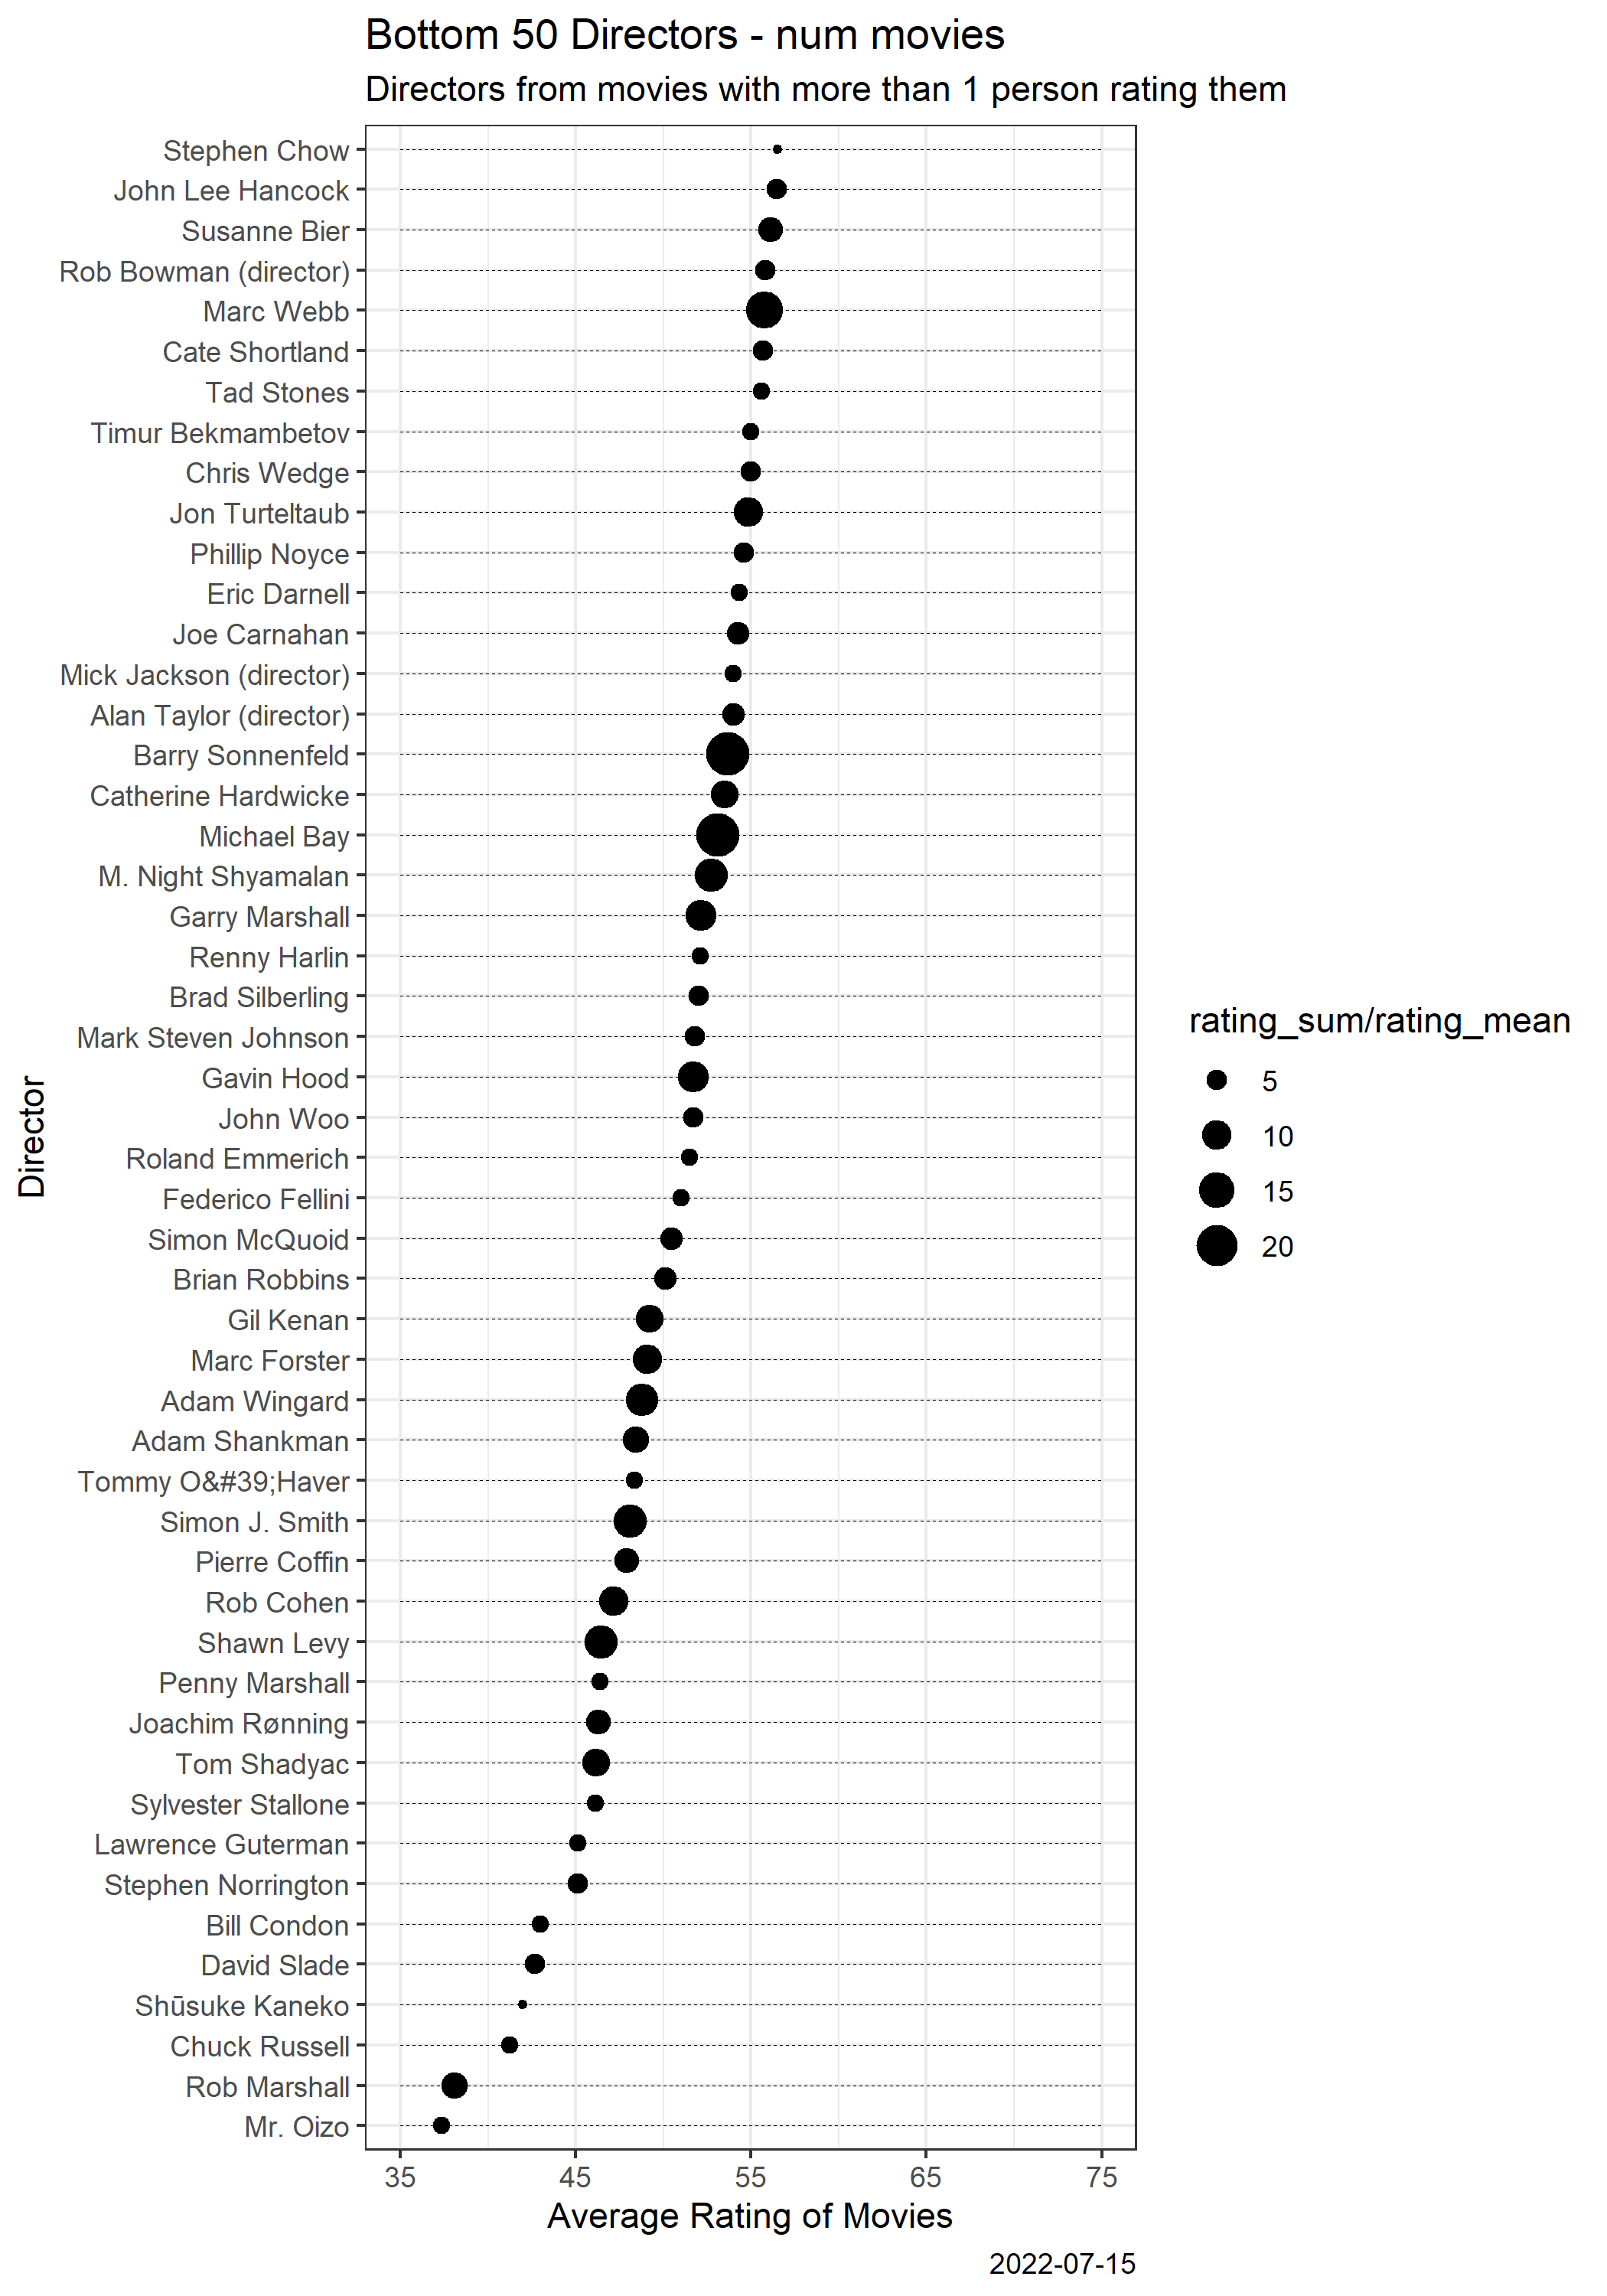 Bottom 50 Directors - num movies
Directors from movies with more than 1 person rating them
Stephen Chow
John Lee Hancock
Susanne Bier
Rob Bowman (director)
Marc Webb
Cate Shortland
Tad Stones
Timur Bekmambetov
Chris Wedge
Jon Turteltaub
Phillip Noyce
Eric Darnell
Joe Carnahan
Mick Jackson (director)
Alan Taylor (director)
Barry Sonnenfeld
Catherine Hardwicke
Michael Bay
M. Night Shyamalan
Garry Marshall
Renny Harlin
Brad Silberling
Mark Steven Johnson
Gavin Hood
John Woo
Roland Emmerich
Federico Fellini
Simon McQuoid
Brian Robbins
Gil Kenan
Marc Forster
Adam Wingard
Adam Shankman
Tommy O&#39;Haver
Simon J. Smith
Pierre Coffin
Rob Cohen
Shawn Levy
Penny Marshall
Joachim Rønning
Tom Shadyac
Sylvester Stallone
Lawrence Guterman
Stephen Norrington
Bill Condon
David Slade
Shūsuke Kaneko
Chuck Russell
Rob Marshall
Mr. Oizo
Director
35 45 55 65 75
Average Rating of Movies
2022-07-15
rating_sum/rating_mean
5
10
15
20